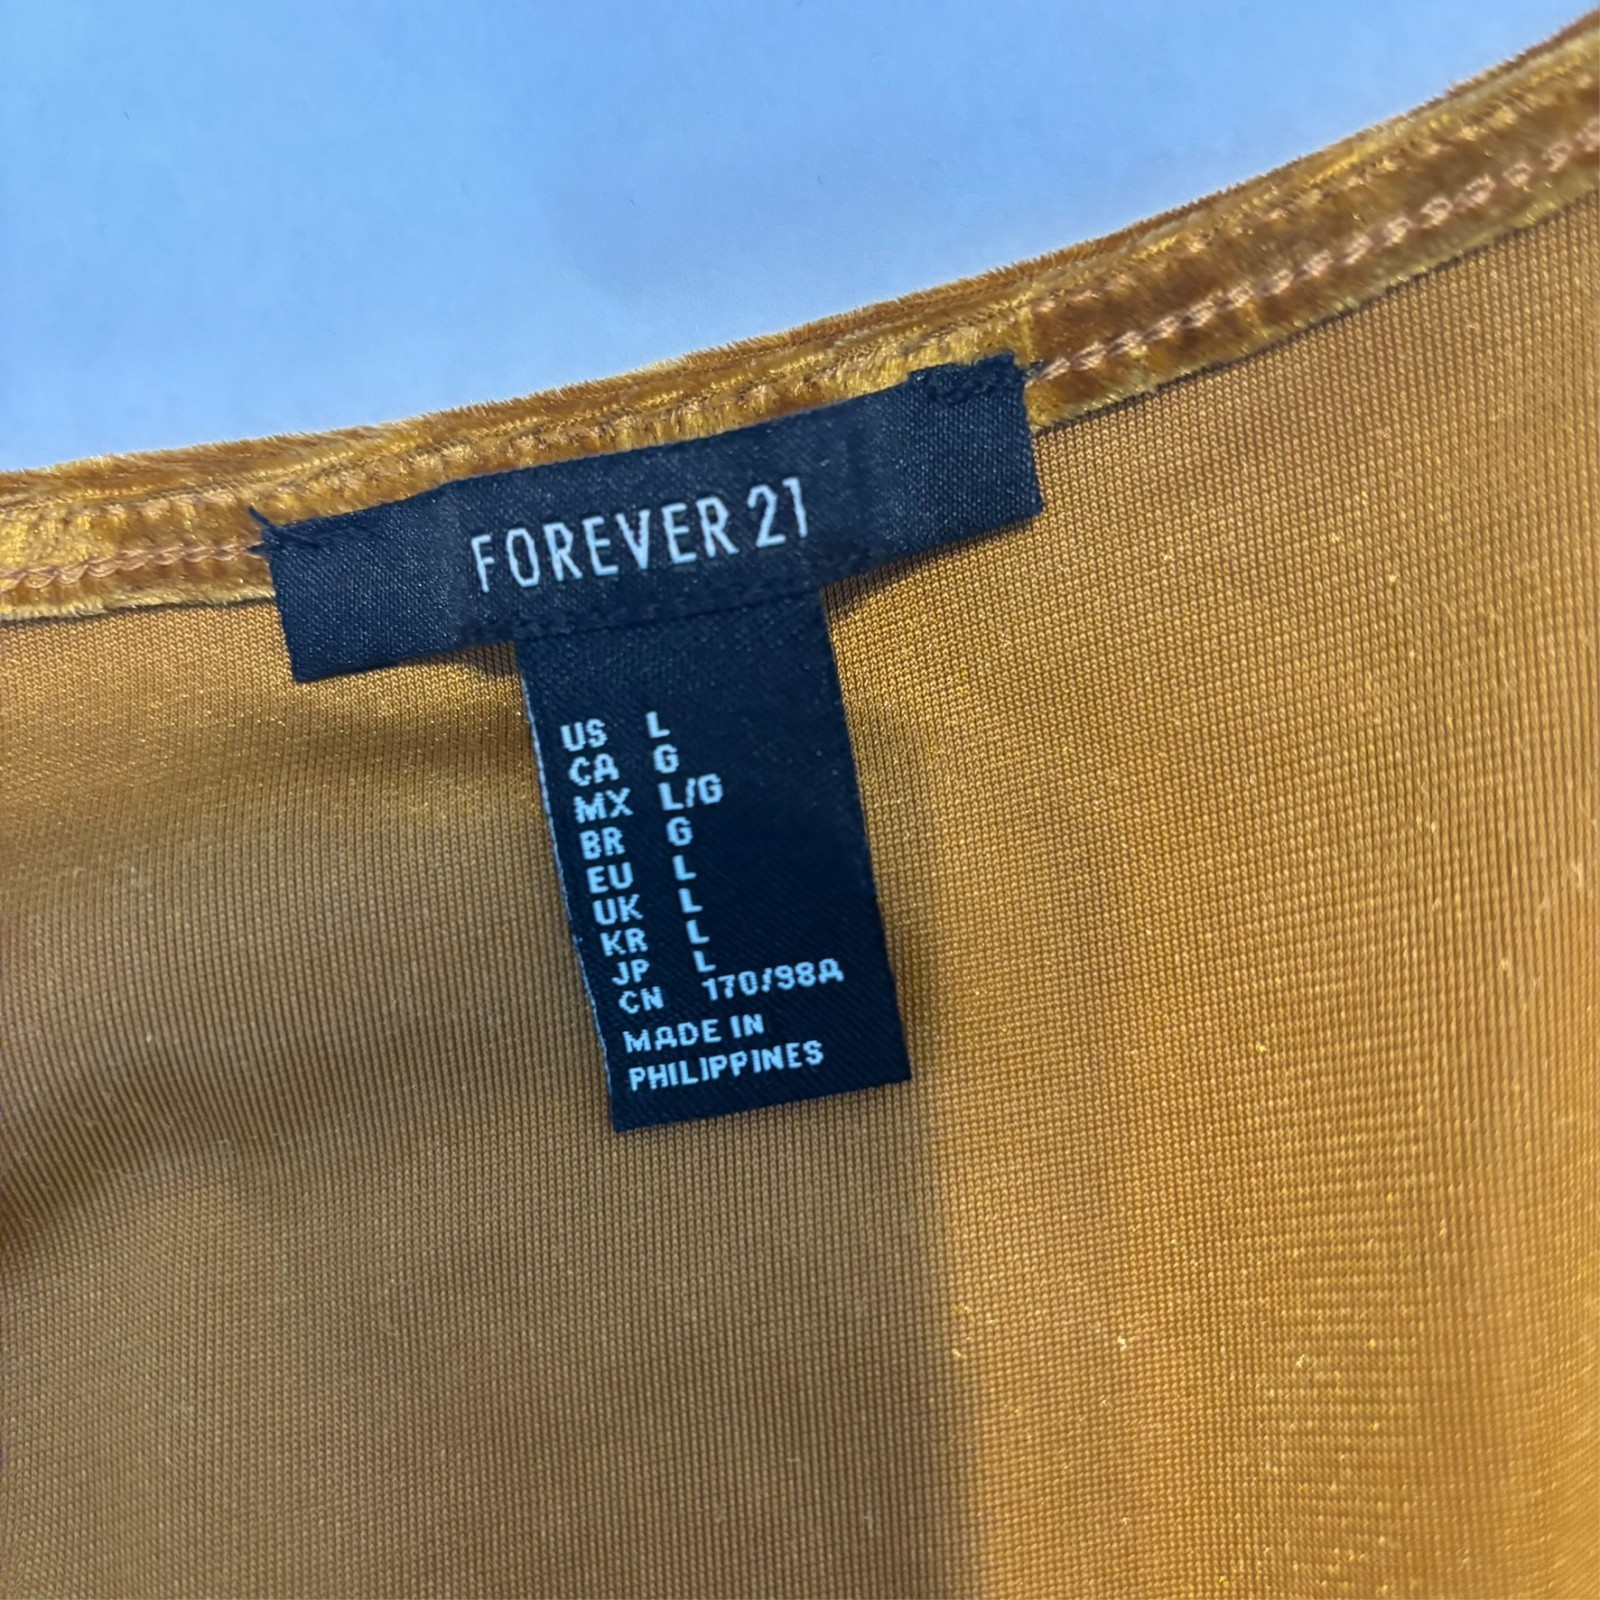 FOREVER 21
US L
CA G
MX L/G
BR G
EU L
UK L
KR L
JP L
CN 170/98A
MADE IN
PHILIPPINES